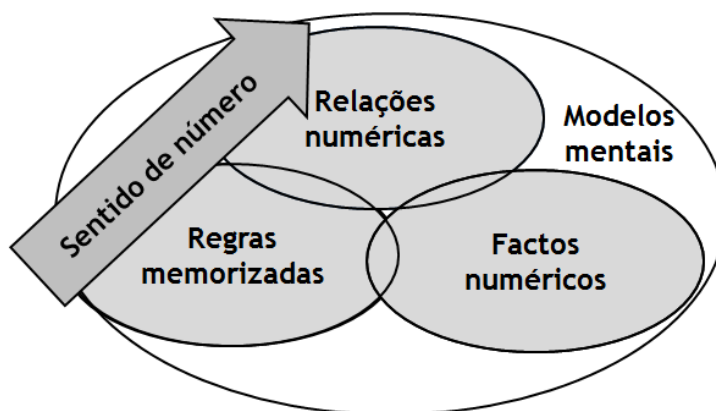 Sentido de número
Relações
numéricas
Modelos
mentais
Regras
memorizadas
Factos
numéricos